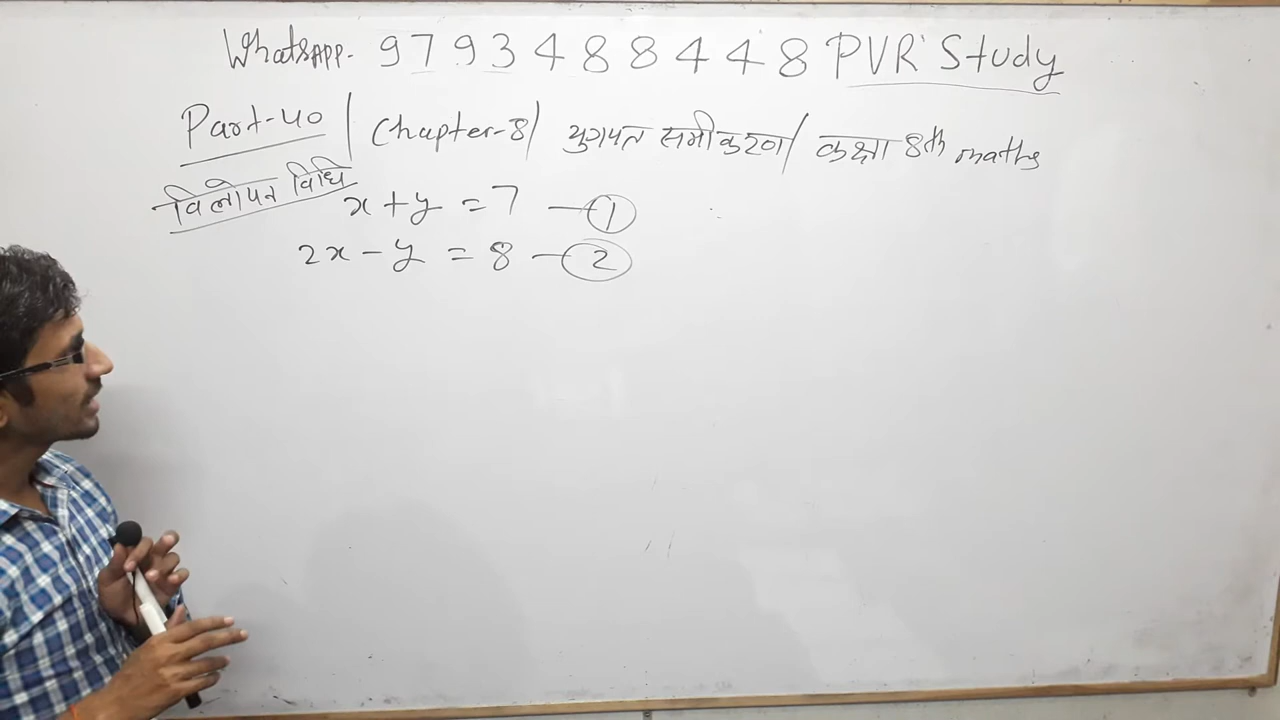 WhatsApp- 9793488448 PVR Study
Part-40 / Chapter-8 / युगपत समीकरण / कक्षा 8th maths
विलोपन विधि
x + y = 7 — 1
2x - y = 8 — 2